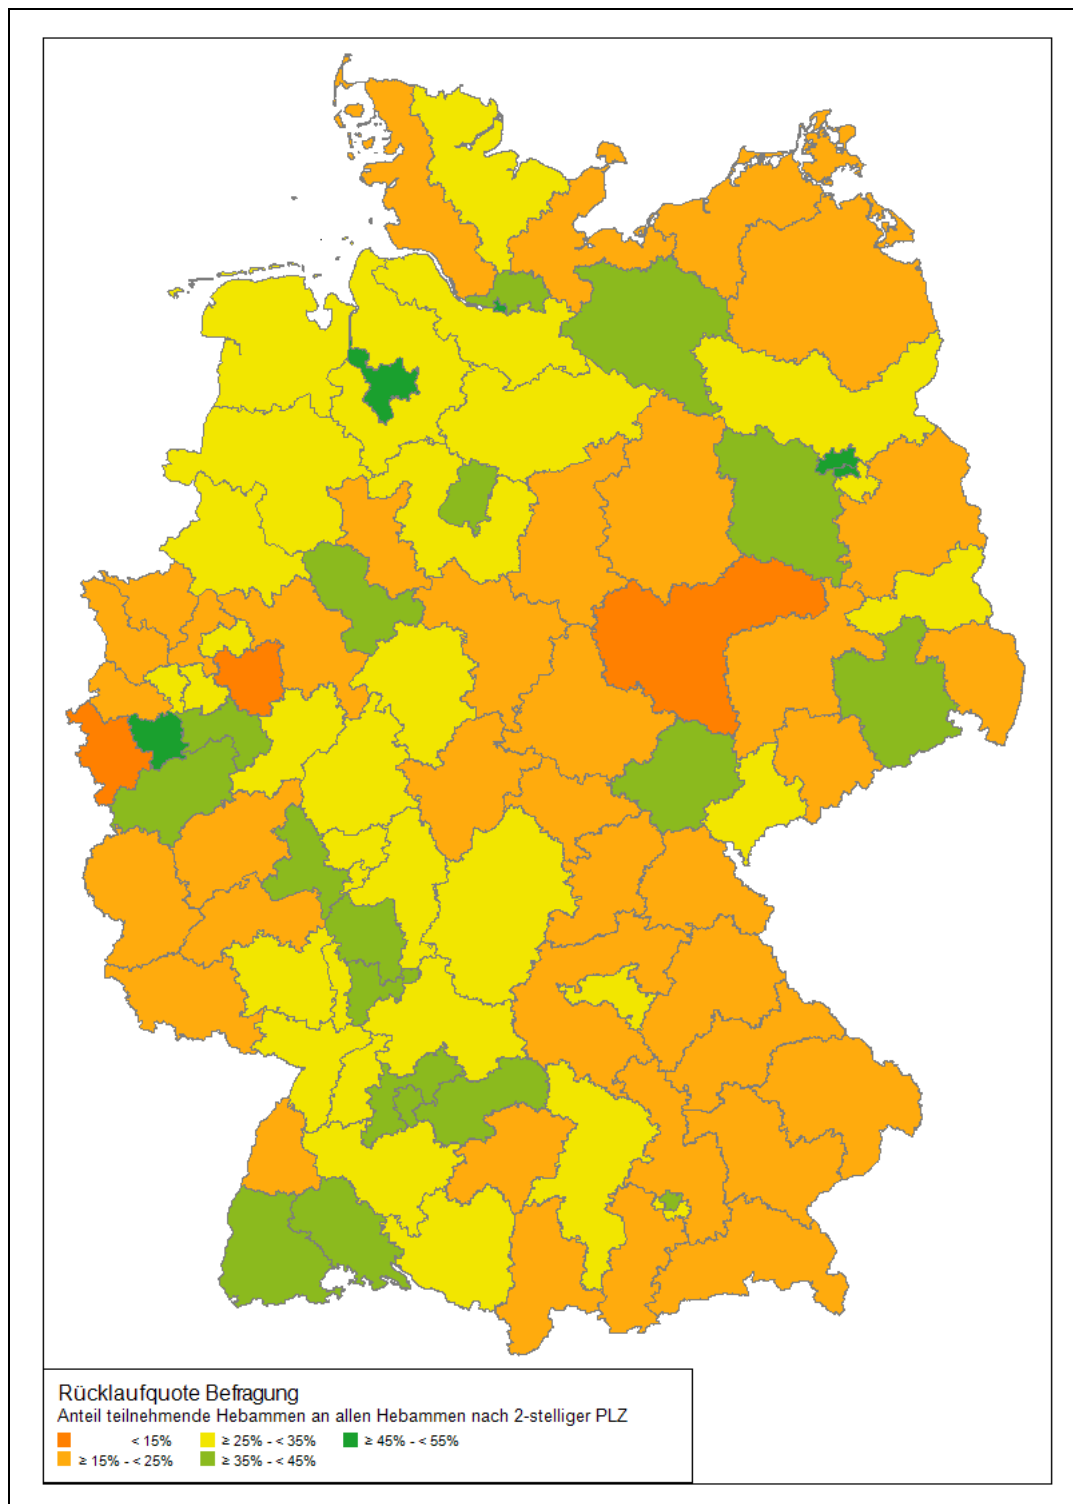 Rücklaufquote Befragung
Anteil teilnehmende Hebammen an allen Hebammen nach 2-stelliger PLZ
< 15% ≥ 25% - < 35% ≥ 45% - < 55%
≥ 15% - < 25% ≥ 35% - < 45%